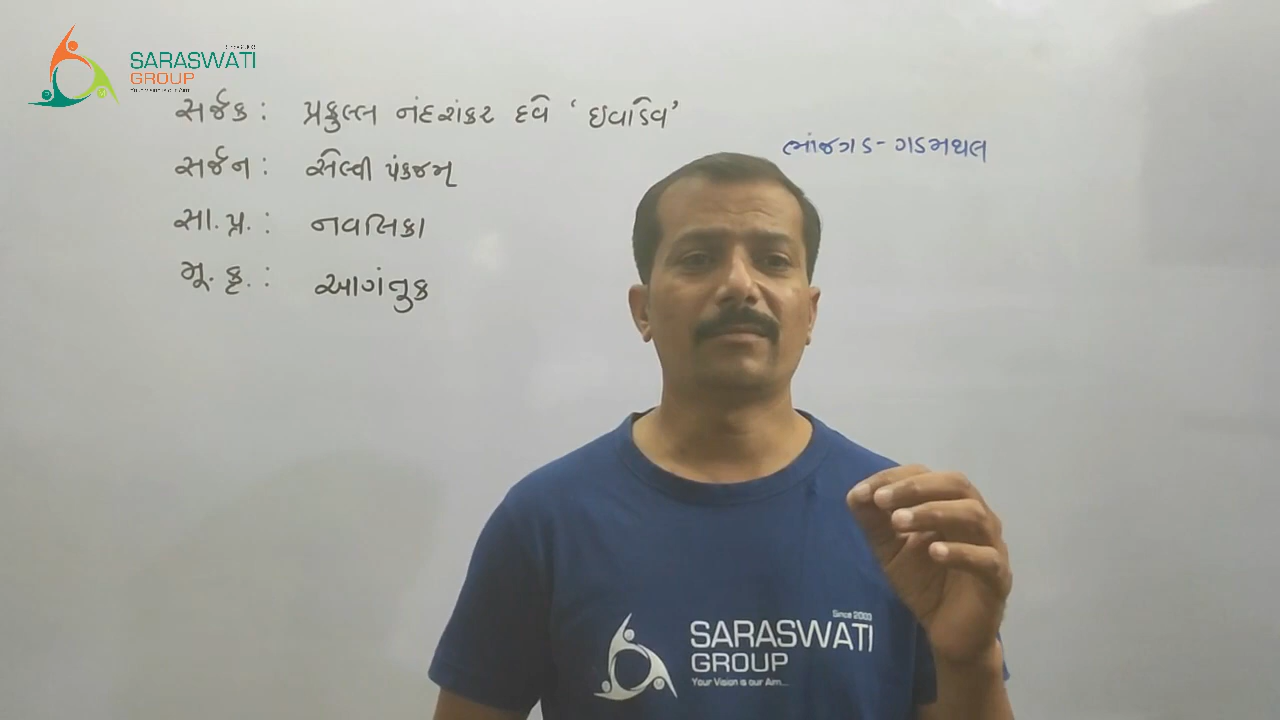 SARASWATI
GROUP
સર્જક : પ્રફુલ્લ નંદશંકર દવે ‘ ઇવાડેવ’
ભાંજગડ - ગડમથલ
સર્જન : સેલ્વી પંકજમ્
સા. પ્ર. : નવલિકા
મૂ. કૃ. : આગંતુક
Since 2003
SARASWATI
GROUP
Your Vision is our Aim...